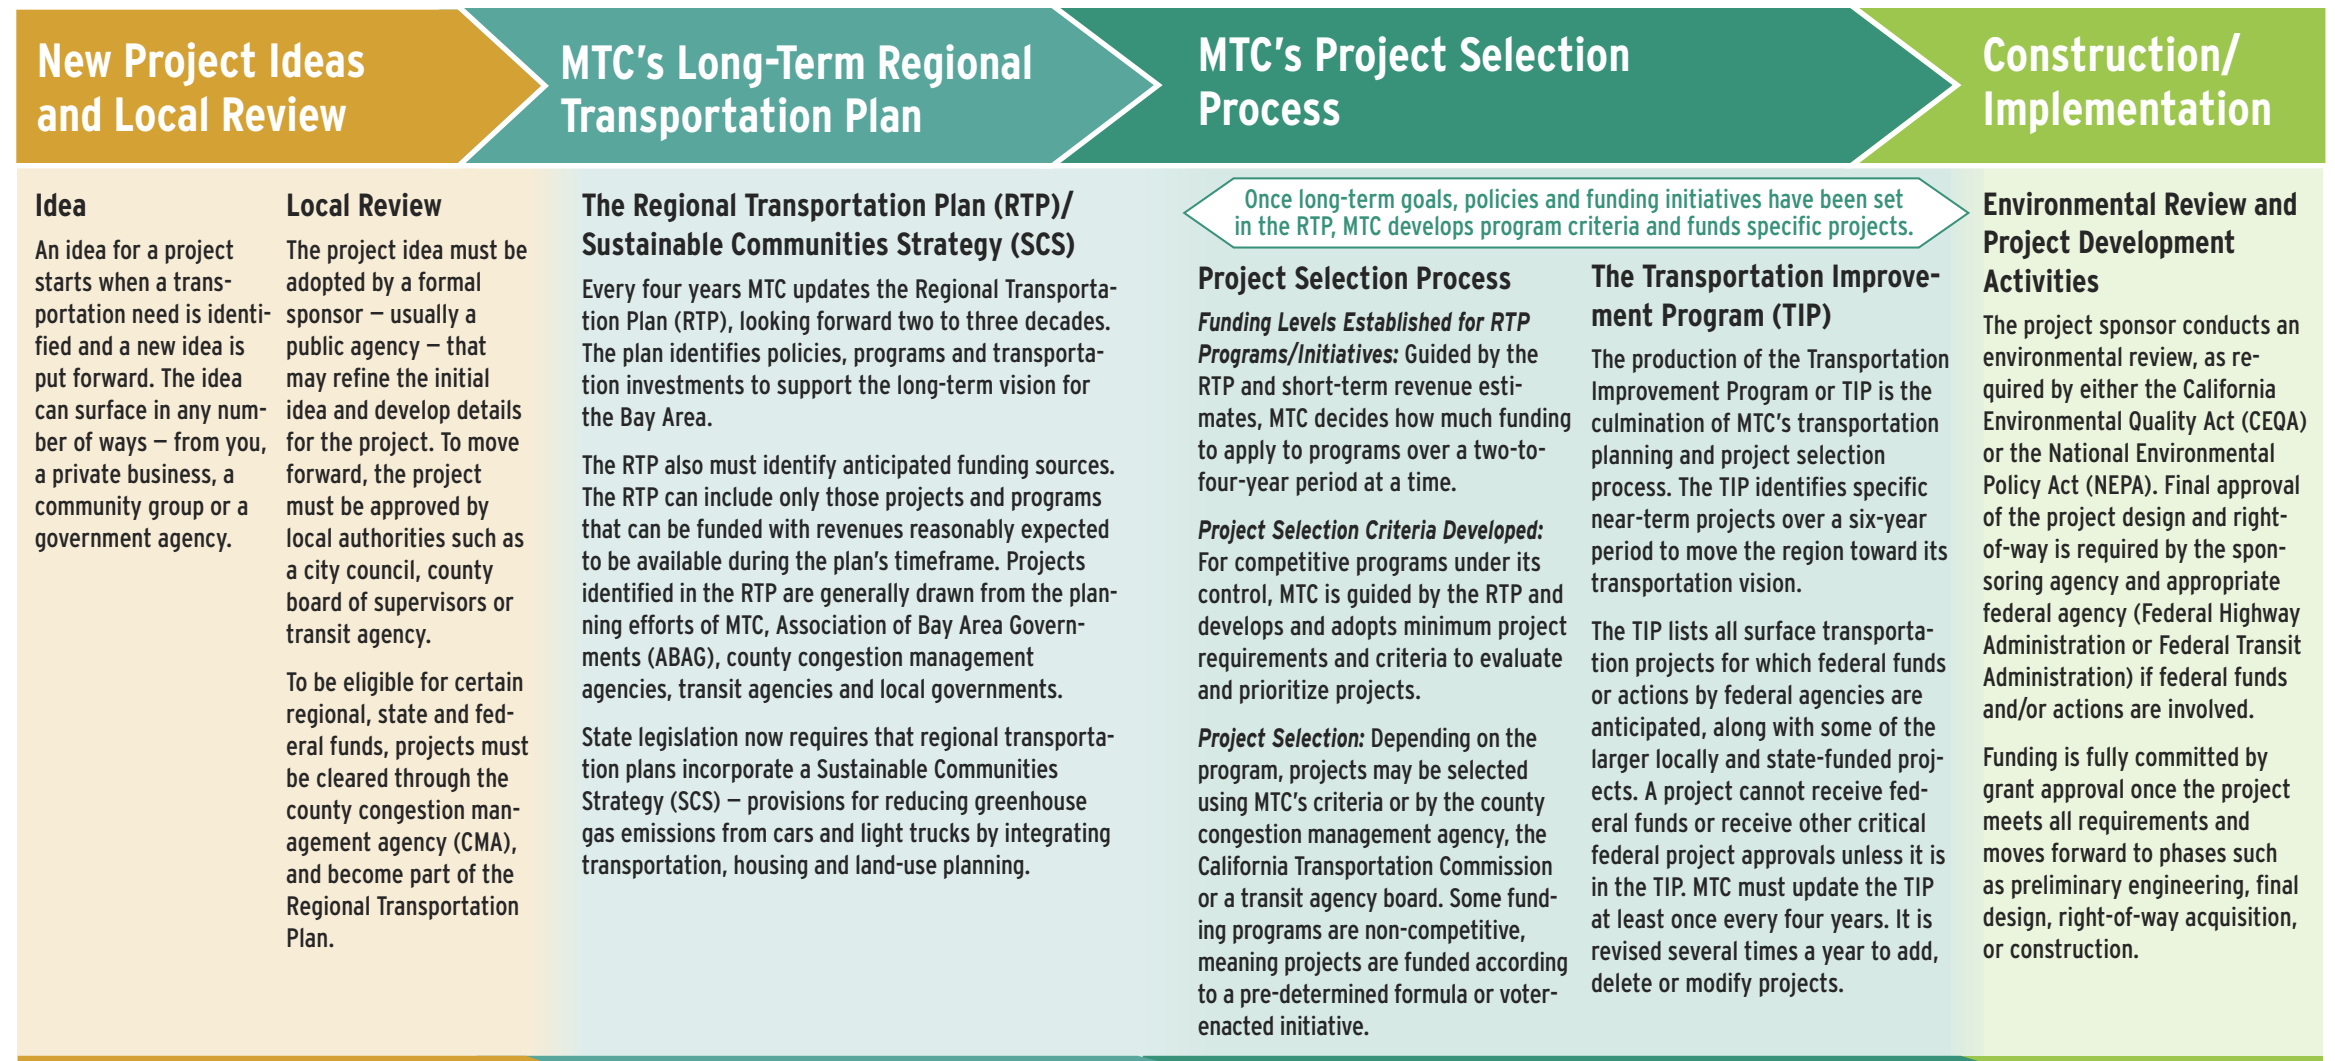 New Project Ideas
and Local Review
MTC’s Long-Term Regional
Transportation Plan
MTC’s Project Selection
Process
Construction/
Implementation
Idea
An idea for a project
starts when a trans-
portation need is identi-
fied and a new idea is
put forward. The idea
can surface in any num-
ber of ways — from you,
a private business, a
community group or a
government agency.
Local Review
The project idea must be
adopted by a formal
sponsor — usually a
public agency — that
may refine the initial
idea and develop details
for the project. To move
forward, the project
must be approved by
local authorities such as
a city council, county
board of supervisors or
transit agency.
To be eligible for certain
regional, state and fed-
eral funds, projects must
be cleared through the
county congestion man-
agement agency (CMA),
and become part of the
Regional Transportation
Plan.
The Regional Transportation Plan (RTP)/
Sustainable Communities Strategy (SCS)
Every four years MTC updates the Regional Transporta-
tion Plan (RTP), looking forward two to three decades.
The plan identifies policies, programs and transporta-
tion investments to support the long-term vision for
the Bay Area.
The RTP also must identify anticipated funding sources.
The RTP can include only those projects and programs
that can be funded with revenues reasonably expected
to be available during the plan’s timeframe. Projects
identified in the RTP are generally drawn from the plan-
ning efforts of MTC, Association of Bay Area Govern-
ments (ABAG), county congestion management
agencies, transit agencies and local governments.
State legislation now requires that regional transporta-
tion plans incorporate a Sustainable Communities
Strategy (SCS) — provisions for reducing greenhouse
gas emissions from cars and light trucks by integrating
transportation, housing and land-use planning.
Once long-term goals, policies and funding initiatives have been set
in the RTP, MTC develops program criteria and funds specific projects.
Project Selection Process
Funding Levels Established for RTP
Programs/Initiatives: Guided by the
RTP and short-term revenue esti-
mates, MTC decides how much funding
to apply to programs over a two-to-
four-year period at a time.
Project Selection Criteria Developed:
For competitive programs under its
control, MTC is guided by the RTP and
develops and adopts minimum project
requirements and criteria to evaluate
and prioritize projects.
Project Selection: Depending on the
program, projects may be selected
using MTC’s criteria or by the county
congestion management agency, the
California Transportation Commission
or a transit agency board. Some fund-
ing programs are non-competitive,
meaning projects are funded according
to a pre-determined formula or voter-
enacted initiative.
The Transportation Improve-
ment Program (TIP)
The production of the Transportation
Improvement Program or TIP is the
culmination of MTC’s transportation
planning and project selection
process. The TIP identifies specific
near-term projects over a six-year
period to move the region toward its
transportation vision.
The TIP lists all surface transporta-
tion projects for which federal funds
or actions by federal agencies are
anticipated, along with some of the
larger locally and state-funded proj-
ects. A project cannot receive fed-
eral funds or receive other critical
federal project approvals unless it is
in the TIP. MTC must update the TIP
at least once every four years. It is
revised several times a year to add,
delete or modify projects.
Environmental Review and
Project Development
Activities
The project sponsor conducts an
environmental review, as re-
quired by either the California
Environmental Quality Act (CEQA)
or the National Environmental
Policy Act (NEPA). Final approval
of the project design and right-
of-way is required by the spon-
soring agency and appropriate
federal agency (Federal Highway
Administration or Federal Transit
Administration) if federal funds
and/or actions are involved.
Funding is fully committed by
grant approval once the project
meets all requirements and
moves forward to phases such
as preliminary engineering, final
design, right-of-way acquisition,
or construction.